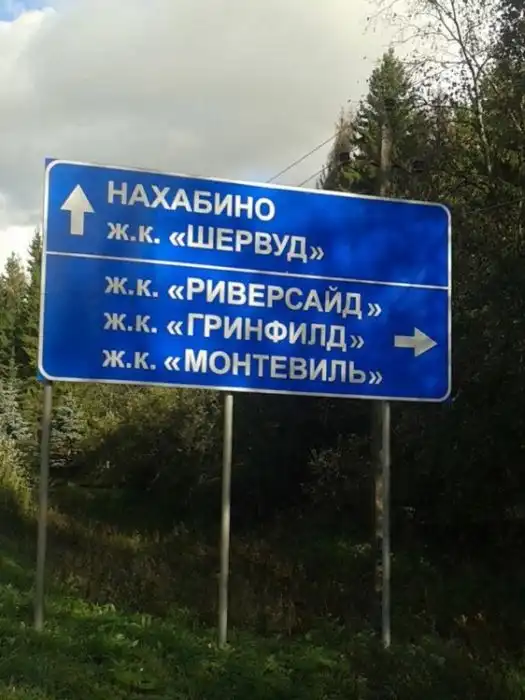 НАХАБИНО
Ж.К. «ШЕРВУД»
Ж.К. «РИВЕРСАЙД»
Ж.К. «ГРИНФИЛД»
Ж.К. «МОНТЕВИЛЬ»